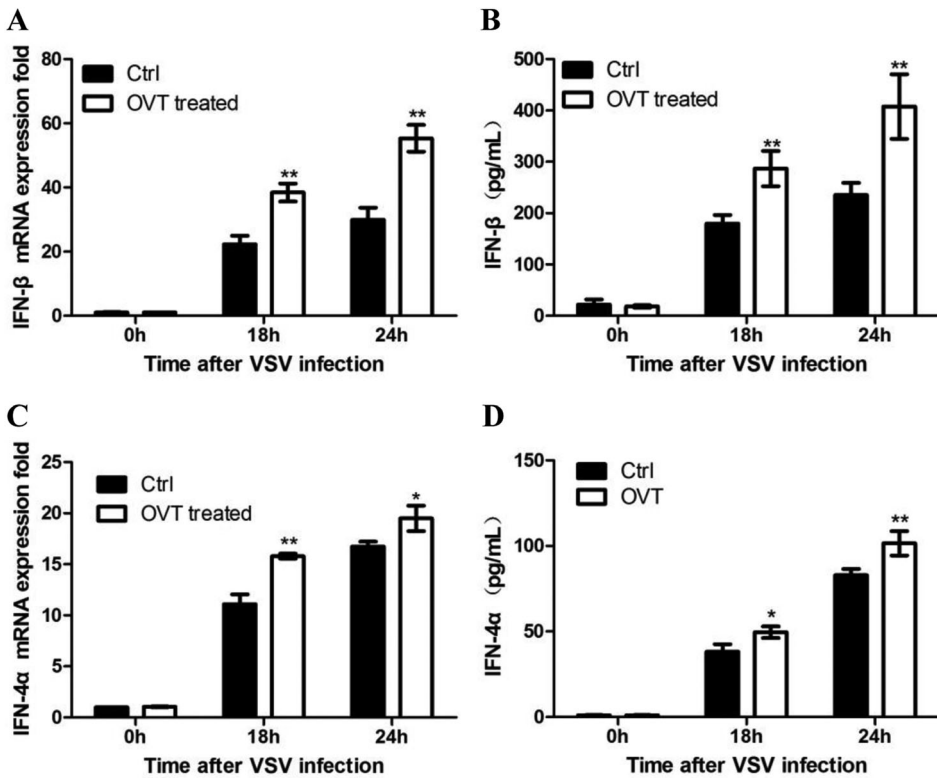 A
IFN-β mRNA expression fold
80
60
40
20
0
Ctrl
OVT treated
**
**
0h
18h
24h
Time after VSV infection
B
IFN-β （pg/mL）
500
400
300
200
100
0
Ctrl
OVT treated
**
**
0h
18h
24h
Time after VSV infection
C
IFN-4α mRNA expression fold
25
20
15
10
5
0
Ctrl
OVT treated
**
*
0h
18h
24h
Time after VSV infection
D
IFN-4α （pg/mL）
150
100
50
0
Ctrl
OVT
*
**
0h
18h
24h
Time after VSV infection